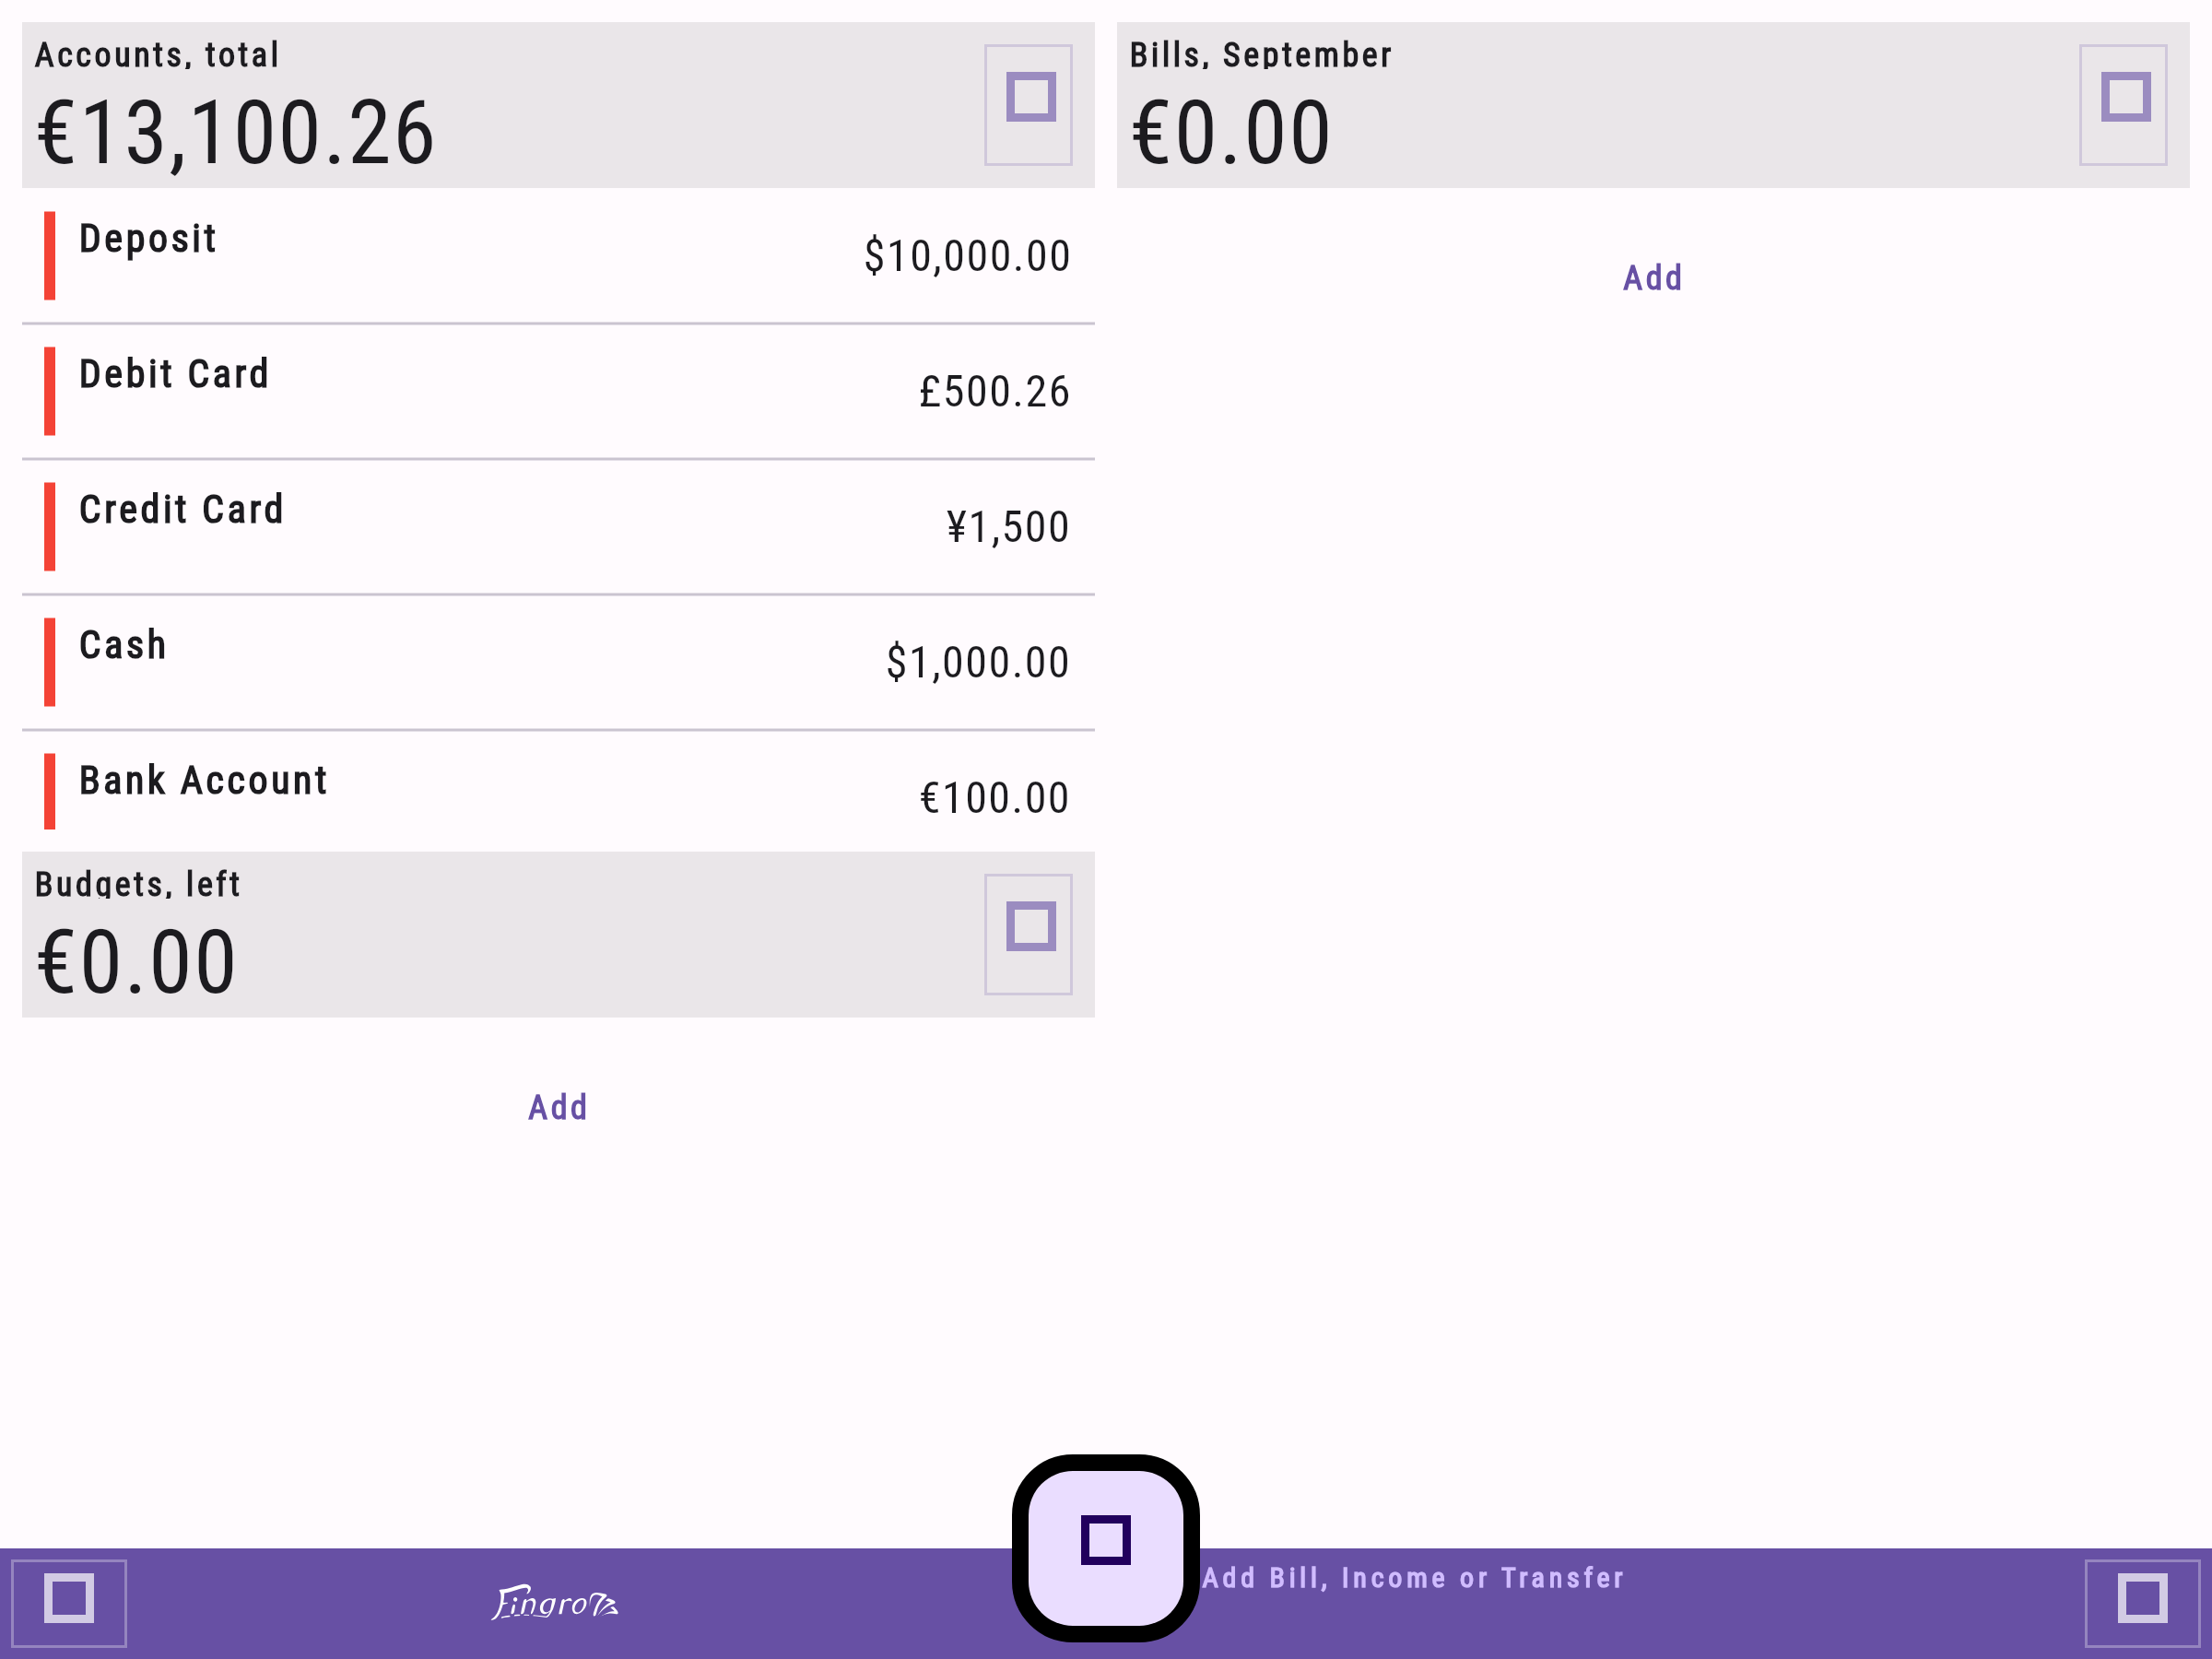 Accounts, total
€13,100.26
Deposit
$10,000.00
Debit Card
£500.26
Credit Card
¥1,500
Cash
$1,000.00
Bank Account
€100.00
Budgets, left
€0.00
Add
Bills, September
€0.00
Add
Add Bill, Income or Transfer